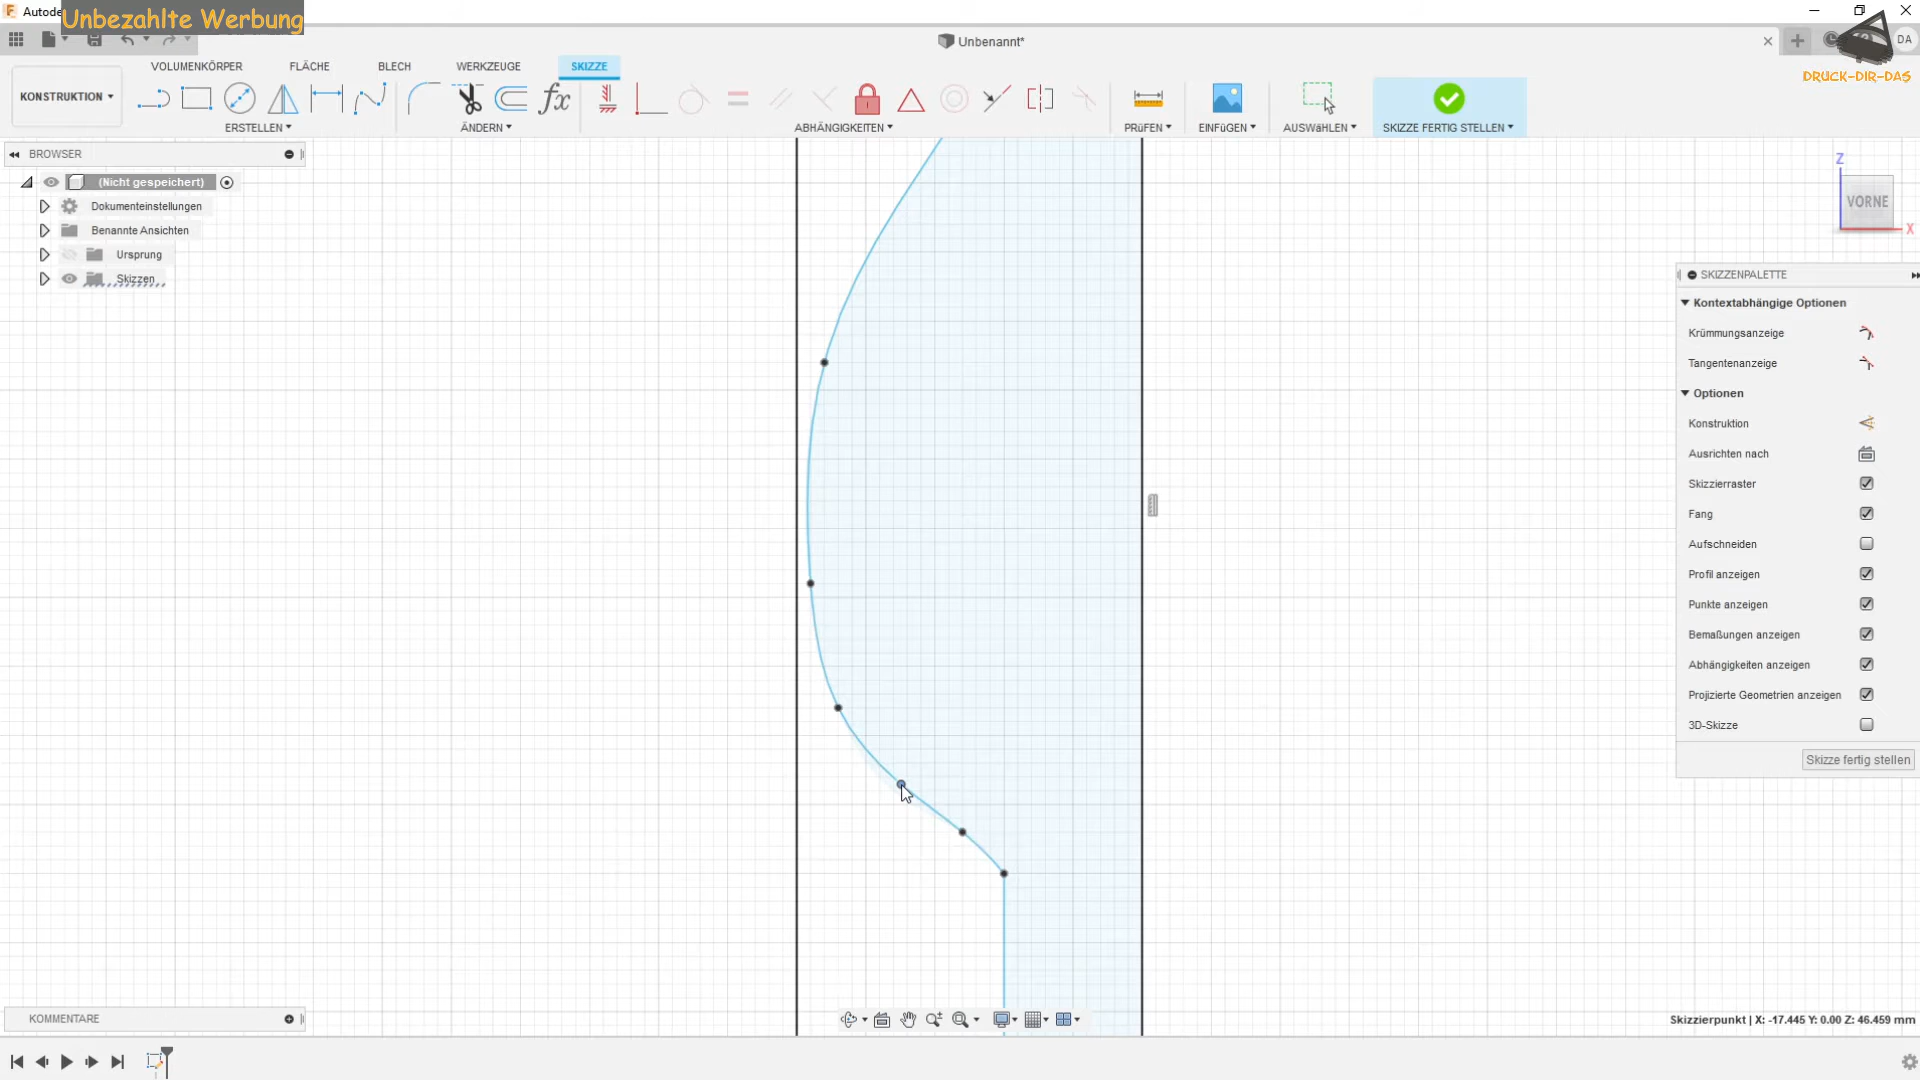 Autode
Unbezahlte Werbung
Unbenannt*
DA
DRUCK-DIR-DAS
VOLUMENKÖRPER
FLÄCHE
BLECH
WERKZEUGE
SKIZZE
KONSTRUKTION
fx
ERSTELLEN
ÄNDERN
ABHÄNGIGKEITEN
PRÜFEN
EINFÜGEN
AUSWÄHLEN
SKIZZE FERTIG STELLEN
BROWSER
(Nicht gespeichert)
Dokumenteinstellungen
Benannte Ansichten
Ursprung
Skizzen
Z
VORNE
X
SKIZZENPALETTE
Kontextabhängige Optionen
Krümmungsanzeige
Tangentenanzeige
Optionen
Konstruktion
Ausrichten nach
Skizzierraster
Fang
Aufschneiden
Profil anzeigen
Punkte anzeigen
Bemaßungen anzeigen
Abhängigkeiten anzeigen
Projizierte Geometrien anzeigen
3D-Skizze
Skizze fertig stellen
KOMMENTARE
Skizzierpunkt | X: -17.445 Y: 0.00 Z: 46.459 mm